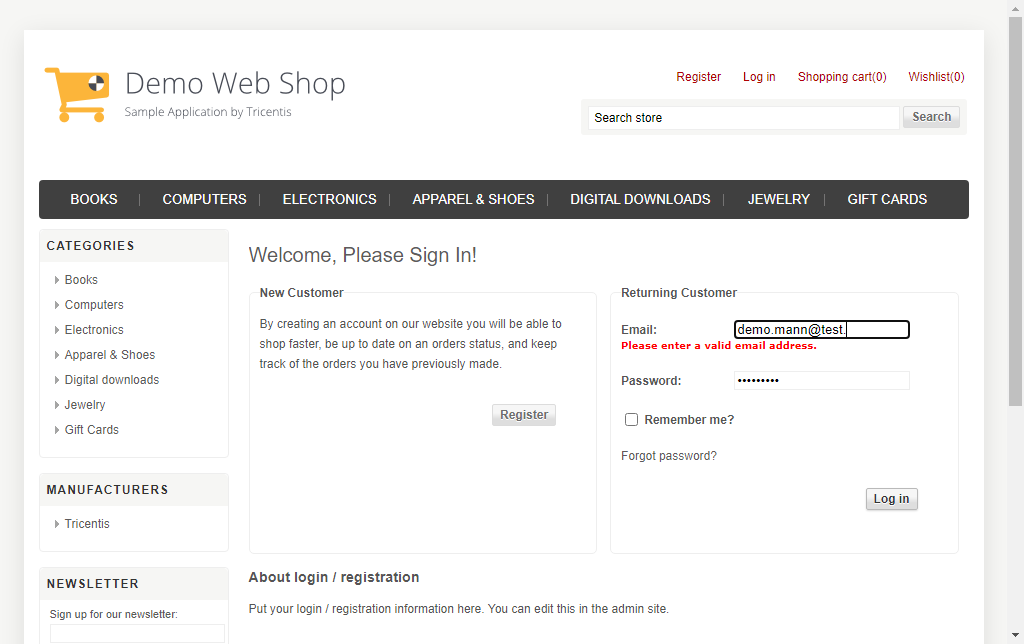 Demo Web Shop
Sample Application by Tricentis
Register Log in Shopping cart(0) Wishlist(0)
Search store Search
BOOKS COMPUTERS ELECTRONICS APPAREL & SHOES DIGITAL DOWNLOADS JEWELRY GIFT CARDS
CATEGORIES
Books
Computers
Electronics
Apparel & Shoes
Digital downloads
Jewelry
Gift Cards
MANUFACTURERS
Tricentis
NEWSLETTER
Sign up for our newsletter:
Welcome, Please Sign In!
New Customer
By creating an account on our website you will be able to
shop faster, be up to date on an orders status, and keep
track of the orders you have previously made.
Register
Returning Customer
Email: demo.mann@test.
Please enter a valid email address.
Password: •••••••••
Remember me?
Forgot password?
Log in
About login / registration
Put your login / registration information here. You can edit this in the admin site.